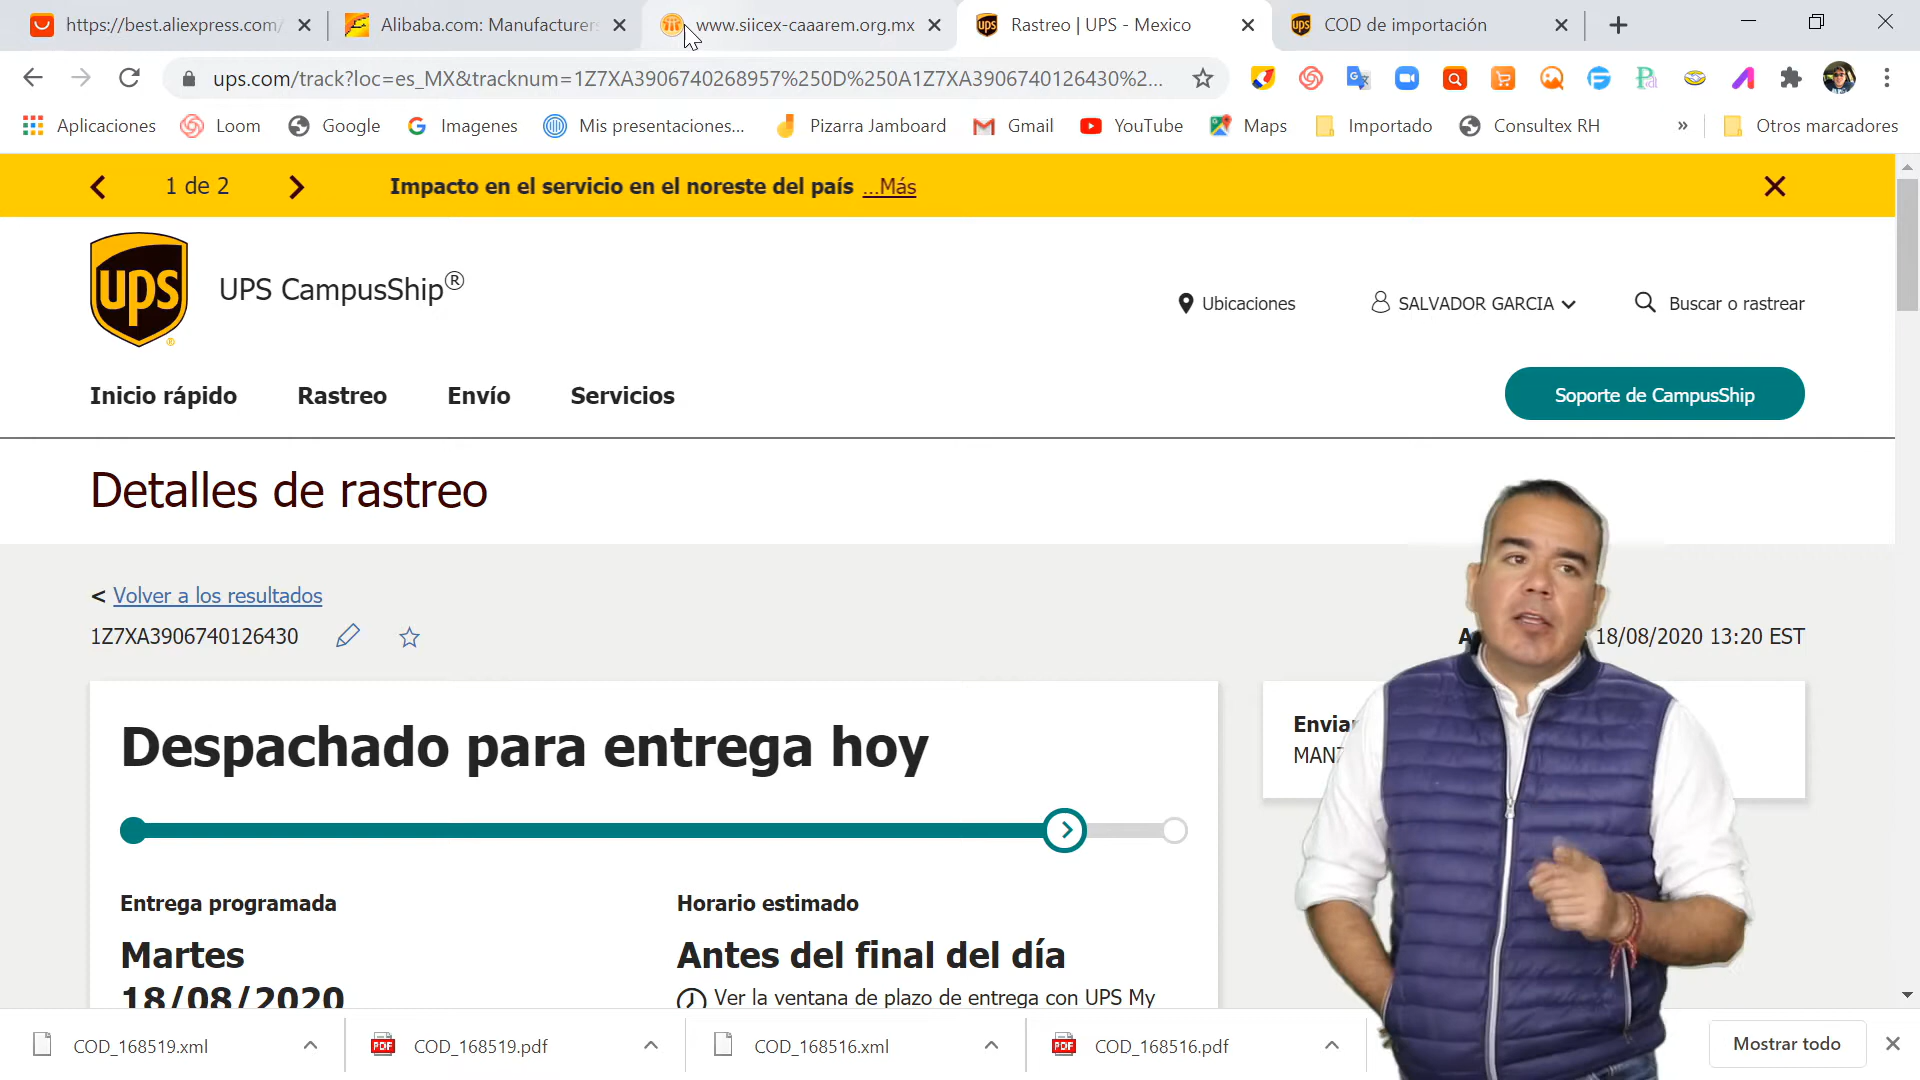 https://best.aliexpress.com/
Alibaba.com: Manufacturers
www.siicex-caaarem.org.mx
Rastreo | UPS - Mexico
COD de importación
ups.com/track?loc=es_MX&tracknum=1Z7XA3906740268957%250D%250A1Z7XA3906740126430%2...
Aplicaciones
Loom
Google
Imagenes
Mis presentaciones...
Pizarra Jamboard
Gmail
YouTube
Maps
Importado
Consultex RH
»
Otros marcadores
1 de 2
Impacto en el servicio en el noreste del país ...Más
ups
UPS CampusShip®
Ubicaciones
SALVADOR GARCIA
Buscar o rastrear
Inicio rápido
Rastreo
Envío
Servicios
Soporte de CampusShip
Detalles de rastreo
< Volver a los resultados
1Z7XA3906740126430
18/08/2020 13:20 EST
Despachado para entrega hoy
Entrega programada
Martes
18/08/2020
Horario estimado
Antes del final del día
Ver la ventana de plazo de entrega con UPS My
COD_168519.xml
COD_168519.pdf
COD_168516.xml
COD_168516.pdf
Mostrar todo